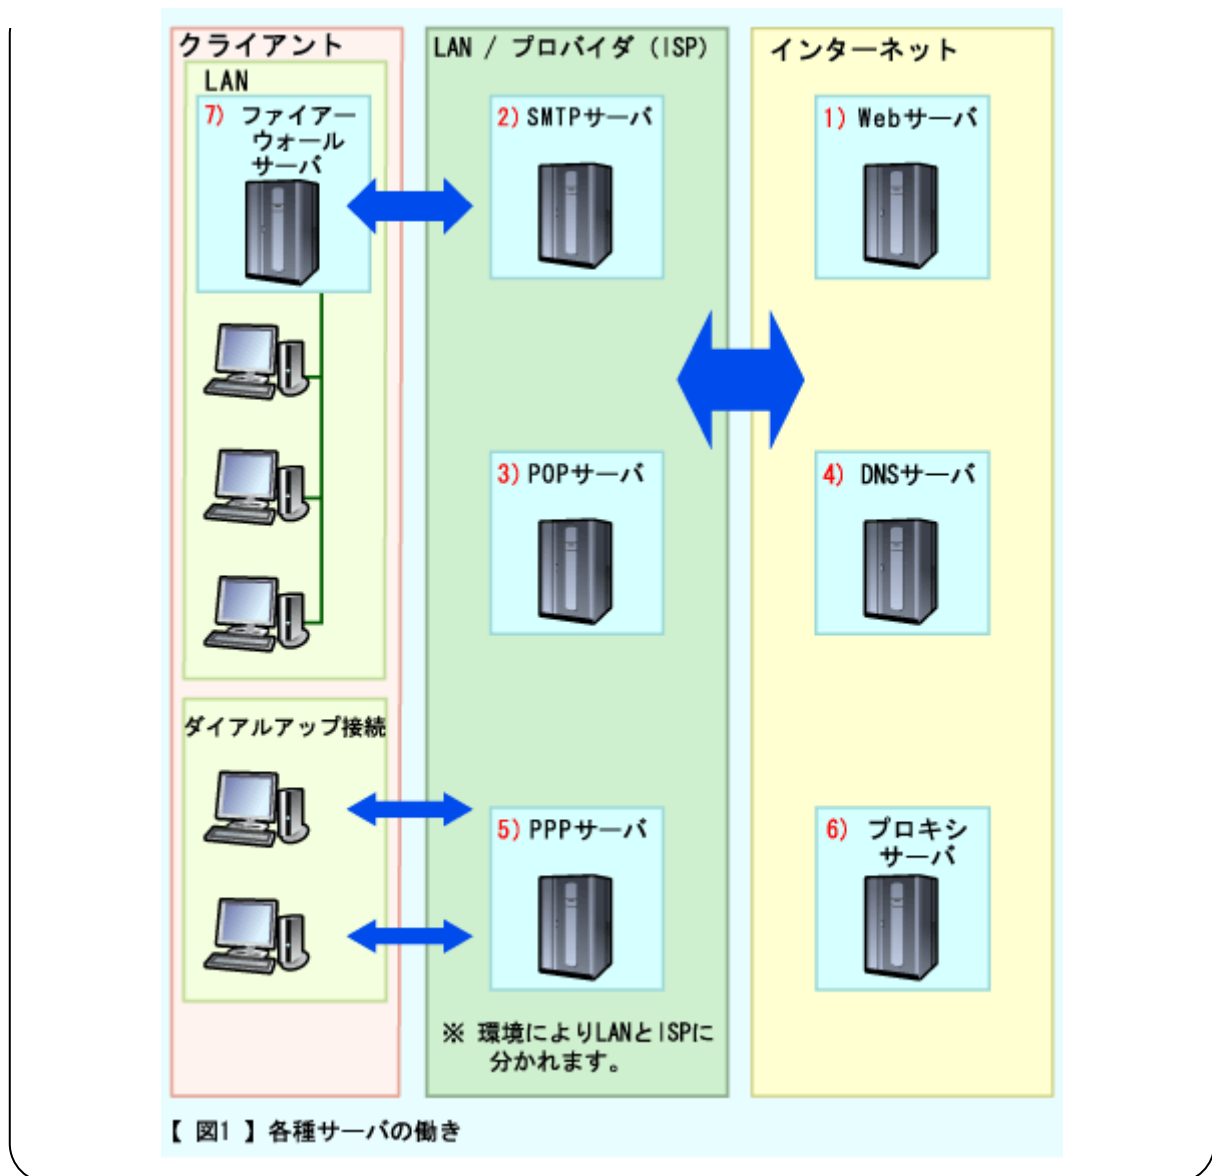 クライアント
LAN
7) ファイアー
ウォール
サーバ
ダイアルアップ接続
LAN / プロバイダ (ISP)
2) SMTPサーバ
3) POPサーバ
5) PPPサーバ
※ 環境によりLANとISPに
分かれます。
インターネット
1) Webサーバ
4) DNSサーバ
6) プロキシ
サーバ
【 図1 】各種サーバの働き